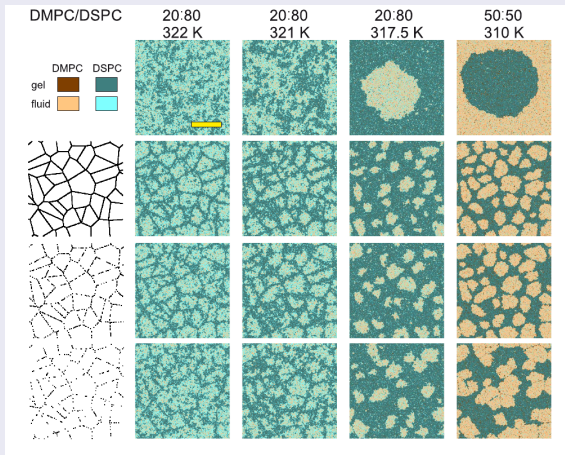 DMPC/DSPC 20:80 20:80 20:80 50:50
322 K 321 K 317.5 K 310 K
DMPC DSPC
gel
fluid